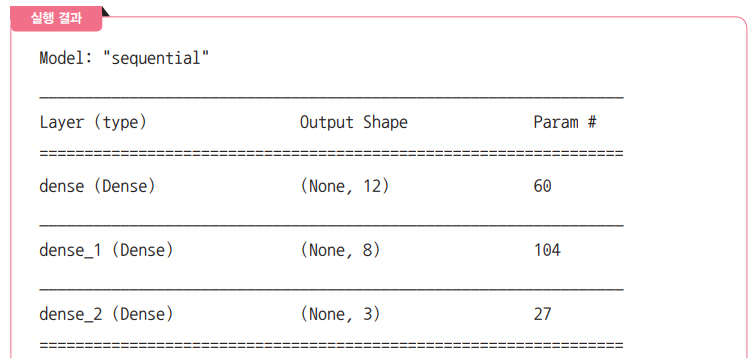 실행 결과
Model: "sequential"
_________________________________________________________________
Layer (type)                 Output Shape              Param #
=================================================================
dense (Dense)                (None, 12)                60
_________________________________________________________________
dense_1 (Dense)              (None, 8)                 104
_________________________________________________________________
dense_2 (Dense)              (None, 3)                 27
=================================================================